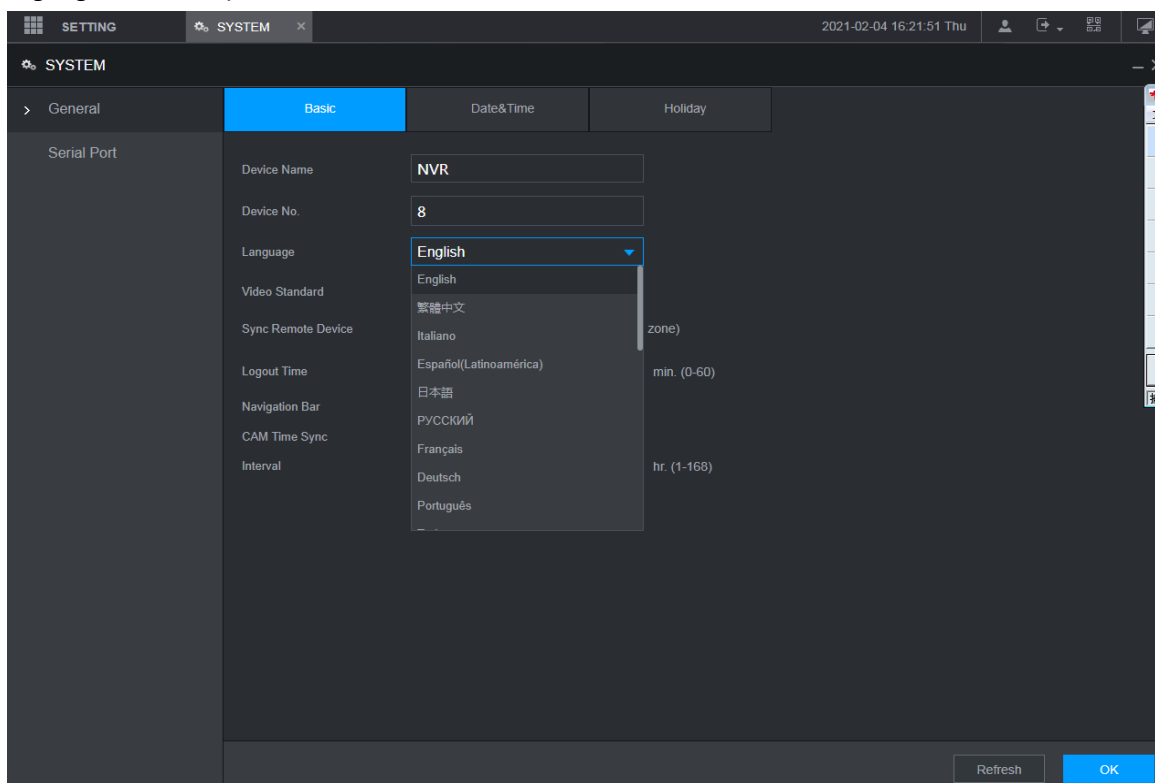 SETTING
SYSTEM ×
2021-02-04 16:21:51 Thu
SYSTEM
General
Serial Port
Basic
Date&Time
Holiday
Device Name
NVR
Device No.
8
Language
English
English
繁體中文
Italiano
Español(Latinoamérica)
日本語
РУССКИЙ
Français
Deutsch
Português
Video Standard
Sync Remote Device
zone)
Logout Time
min. (0-60)
Navigation Bar
CAM Time Sync
Interval
hr. (1-168)
Refresh
OK